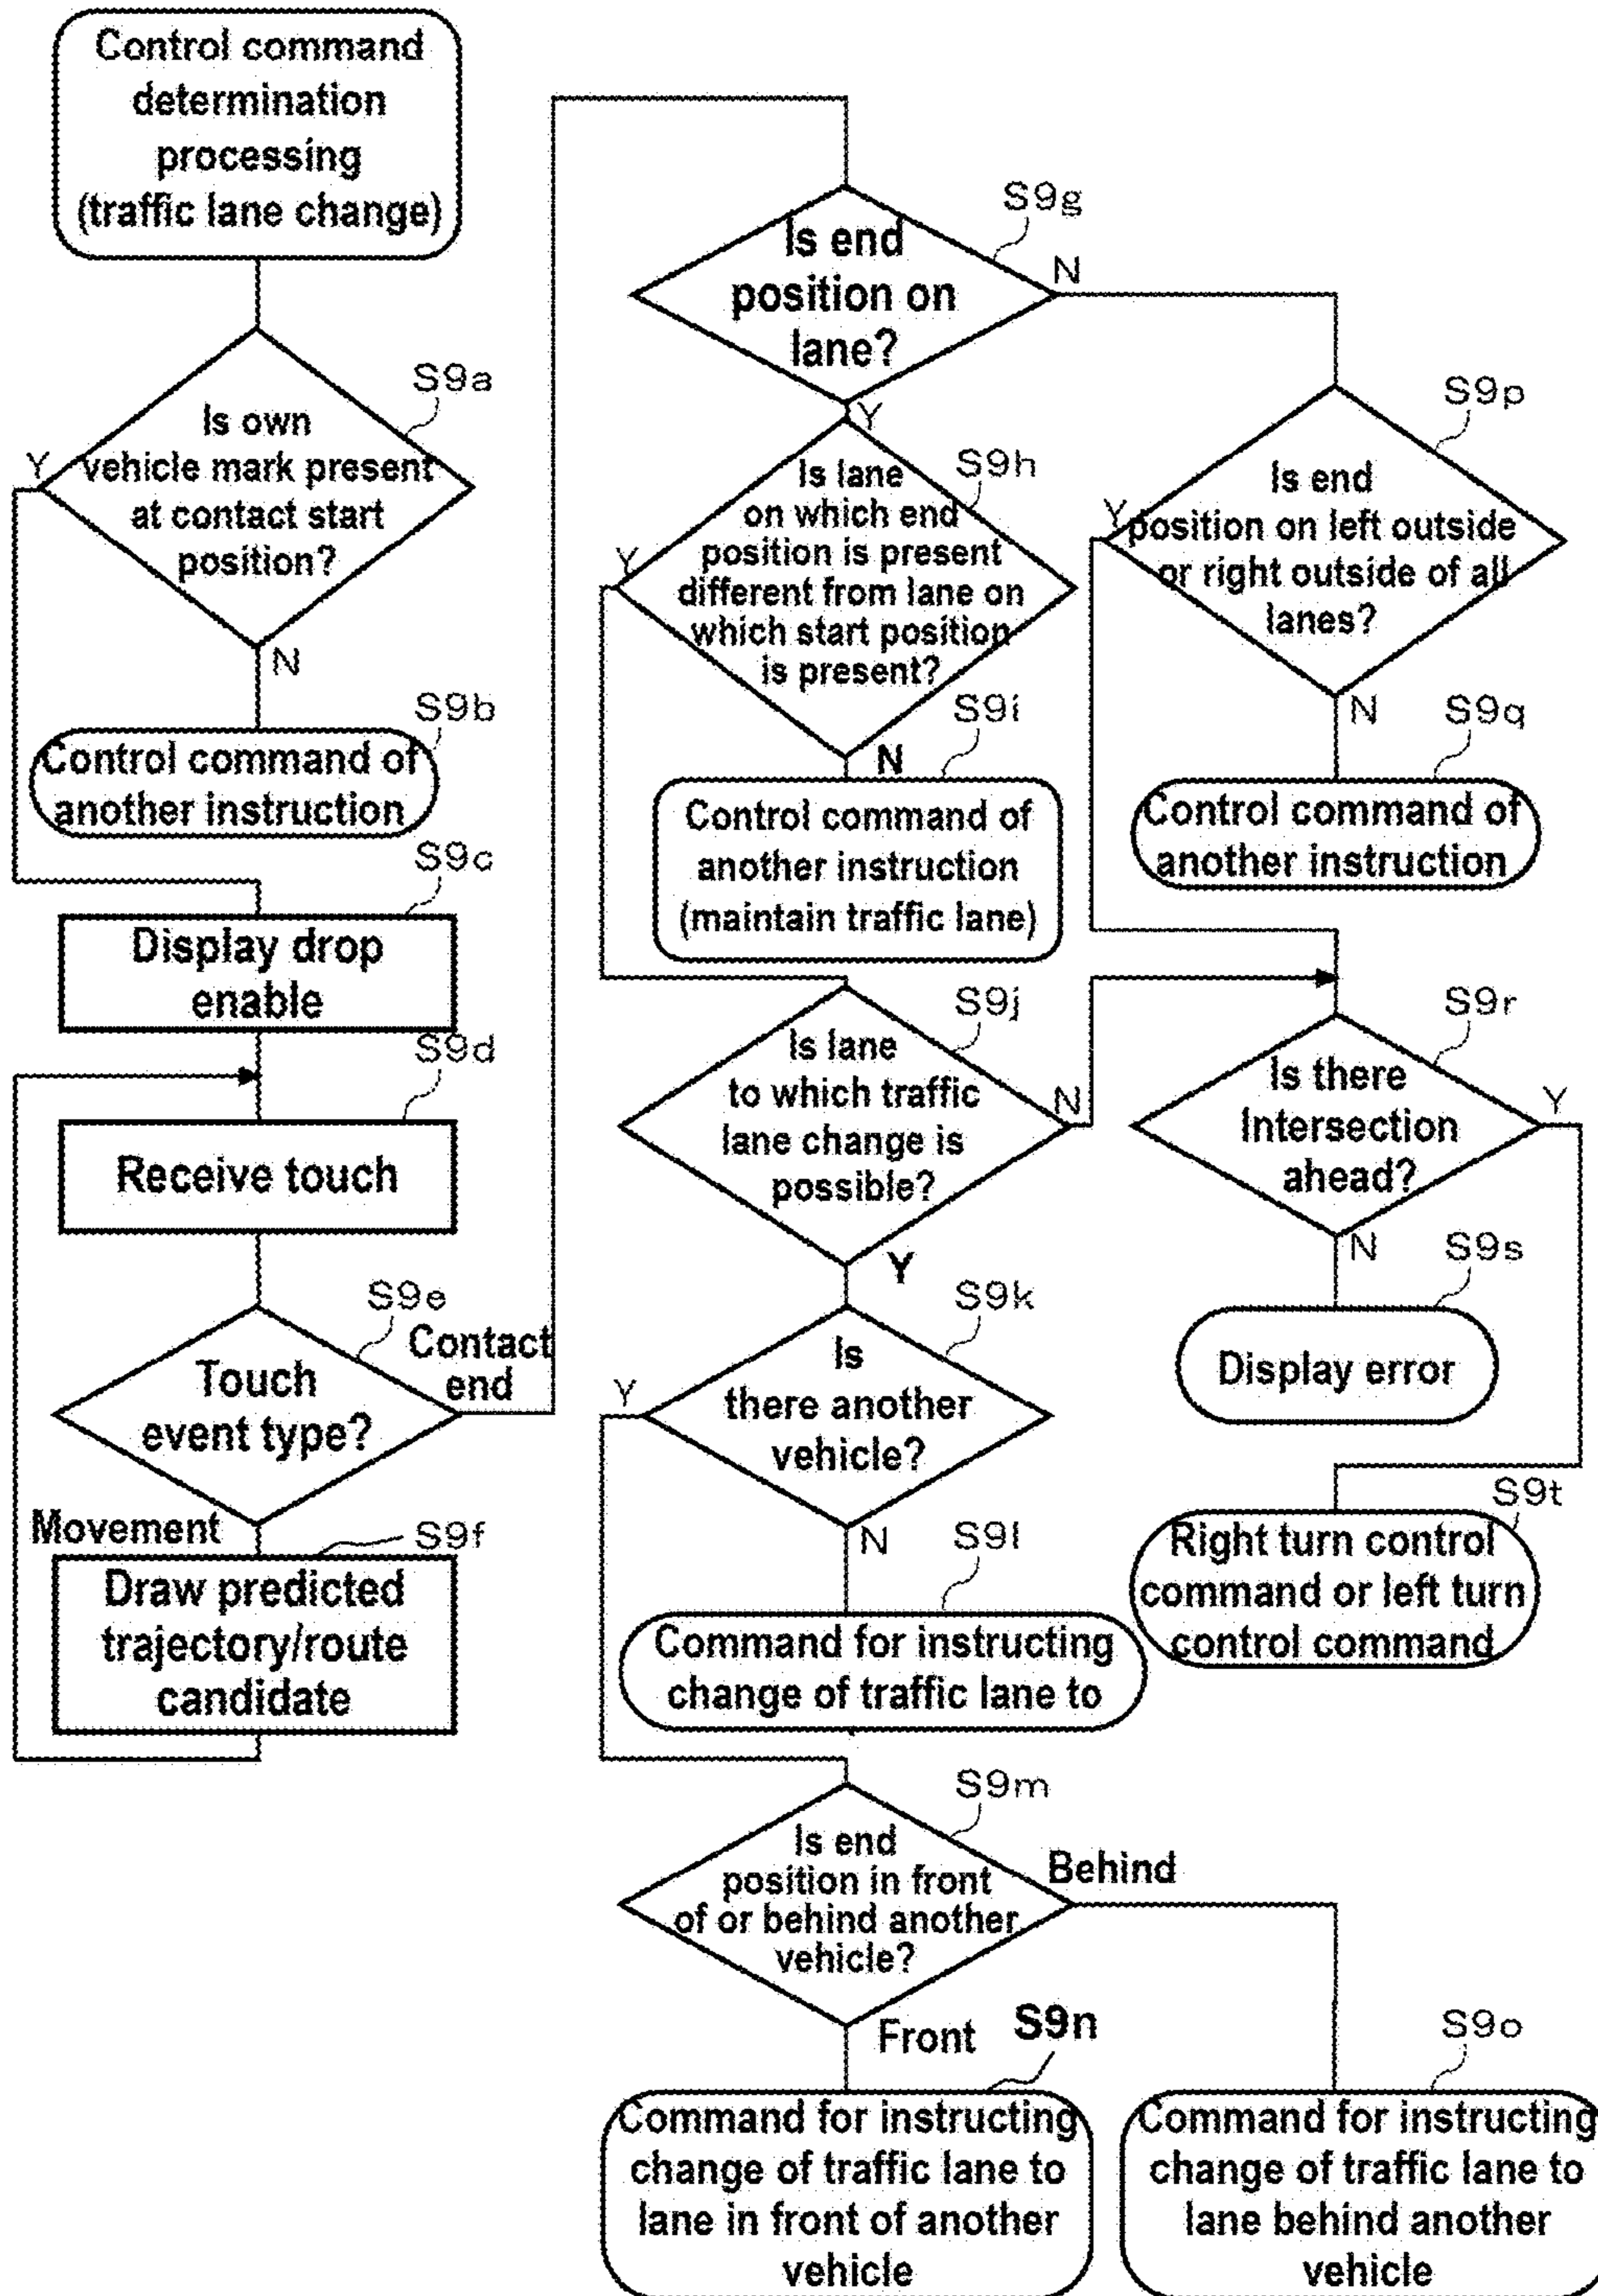 Control command
determination
processing
(traffic lane change)
S9a
Is own
Y
vehicle mark present
at contact start
position?
N
S9b
Control command of
another instruction
S9c
Display drop
enable
S9d
Receive touch
S9e
Contact
end
Touch
event type?
Movement
S9f
Draw predicted
trajectory/route
candidate
S9g
Is end
N
position on
lane?
Y
S9h
Is lane
on which end
Y
position is present
different from lane on
which start position
is present?
S9i
N
Control command of
another instruction
(maintain traffic lane)
S9j
Is lane
to which traffic
N
lane change is
possible?
Y
S9k
Is
Y
there another
vehicle?
N
S9l
Command for instructing
change of traffic lane to
S9m
Is end
Behind
position in front
of or behind another
vehicle?
Front
S9n
Command for instructing
change of traffic lane to
lane in front of another
vehicle
S9o
Command for instructing
change of traffic lane to
lane behind another
vehicle
S9p
Is end
Y
position on left outside
or right outside of all
lanes?
N
S9q
Control command of
another instruction
S9r
Is there
Y
Intersection
ahead?
N
S9s
Display error
S9t
Right turn control
command or left turn
control command